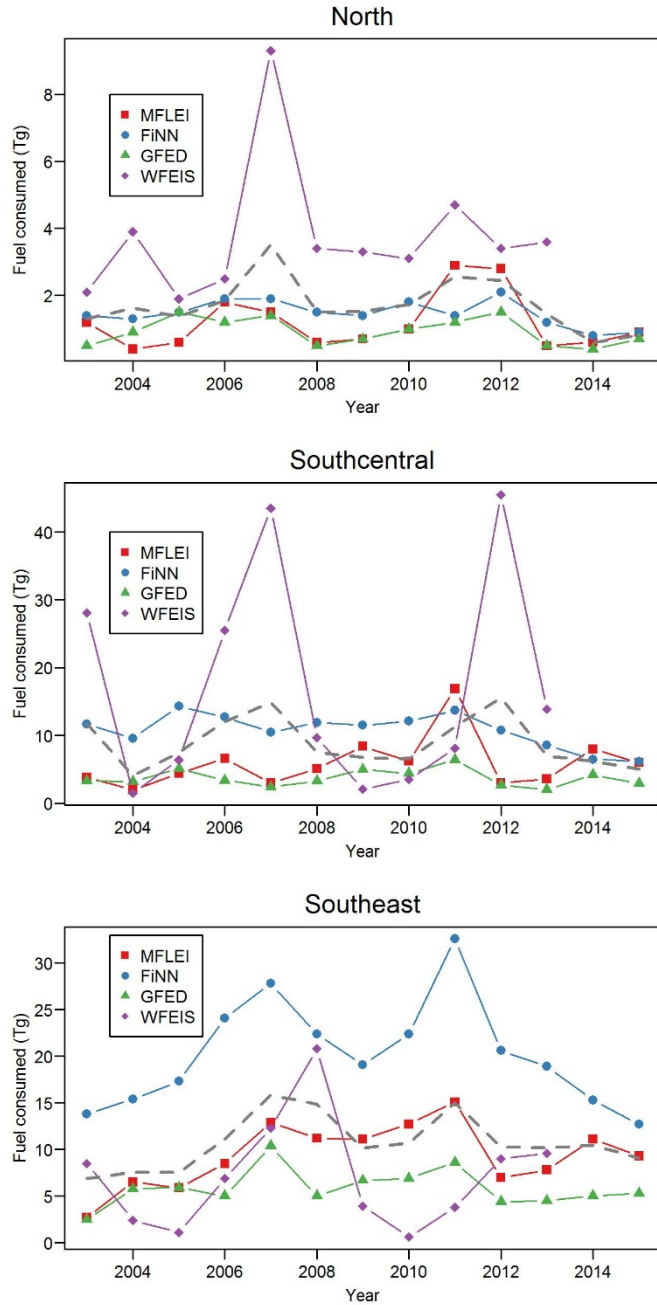 North
Fuel consumed (Tg)
8
6
4
2
MFLEI
FiNN
GFED
WFEIS
2004 2006 2008 2010 2012 2014
Year
Southcentral
Fuel consumed (Tg)
40
30
20
10
0
MFLEI
FiNN
GFED
WFEIS
2004 2006 2008 2010 2012 2014
Year
Southeast
Fuel consumed (Tg)
30
25
20
15
10
5
0
MFLEI
FiNN
GFED
WFEIS
2004 2006 2008 2010 2012 2014
Year